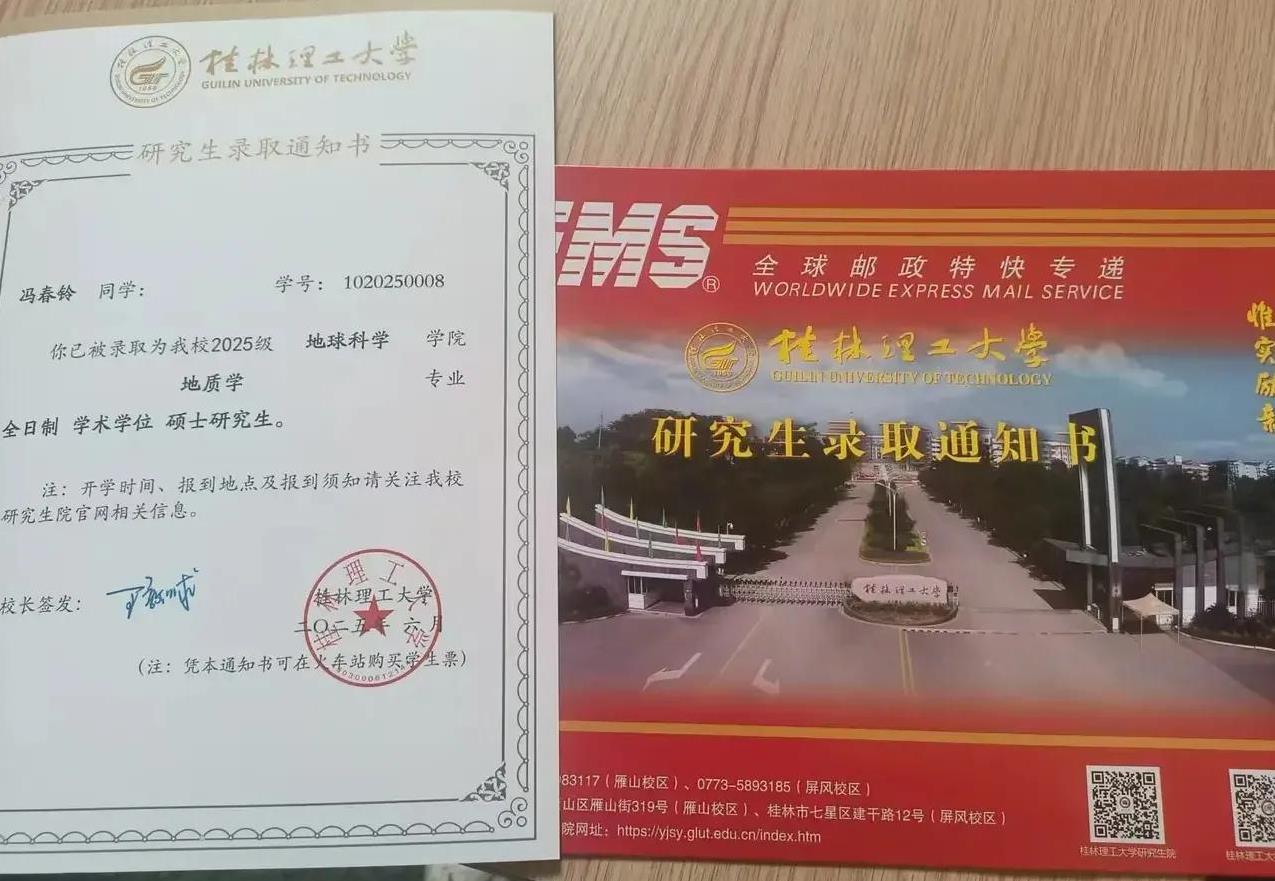 桂林理工大学
GUILIN UNIVERSITY OF TECHNOLOGY
研究生录取通知书
冯春铃 同学： 学号： 1020250008
你已被录取为我校2025级 地球科学 学院
地质学 专业
全日制 学术学位 硕士研究生。
注：开学时间、报到地点及报到须知请关注我校
研究生院官网相关信息。
校长签发：
桂林理工大学
二〇二五年 六月
（注：凭本通知书可在火车站购买学生票）
EMS®
全球邮政特快专递
WORLDWIDE EXPRESS MAIL SERVICE
桂林理工大学
GUILIN UNIVERSITY OF TECHNOLOGY
研究生录取通知书
惟实励新
桂林理工大学
83117（雁山校区）、0773-5893185（屏风校区）
山区雁山街319号（雁山校区）、桂林市七星区建干路12号（屏风校区）
院网址：https://yjsy.glut.edu.cn/index.htm
桂林理工大学研究生院
桂林理工大